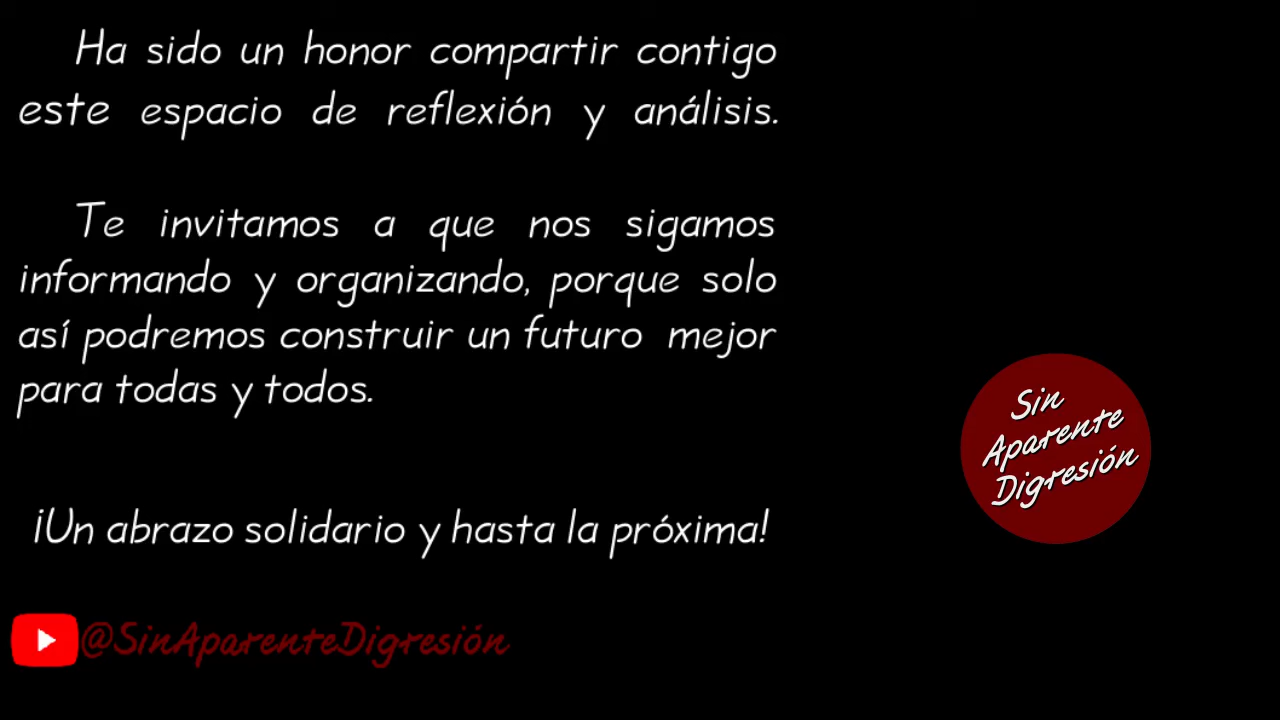 Ha sido un honor compartir contigo
este espacio de reflexión y análisis.
Te invitamos a que nos sigamos
informando y organizando, porque solo
así podremos construir un futuro mejor
para todas y todos.
¡Un abrazo solidario y hasta la próxima!
Sin
Aparente
Digresión
@SinAparenteDigresión